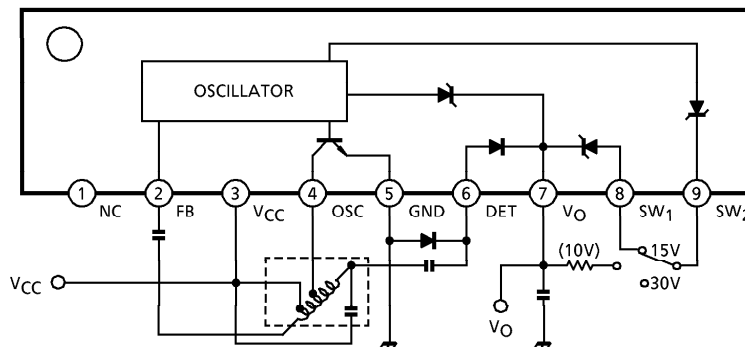 OSCILLATOR
1 2 3 4 5 6 7 8 9
NC FB VCC OSC GND DET VO SW1 SW2
(10V) 15V
30V
VCC
VO